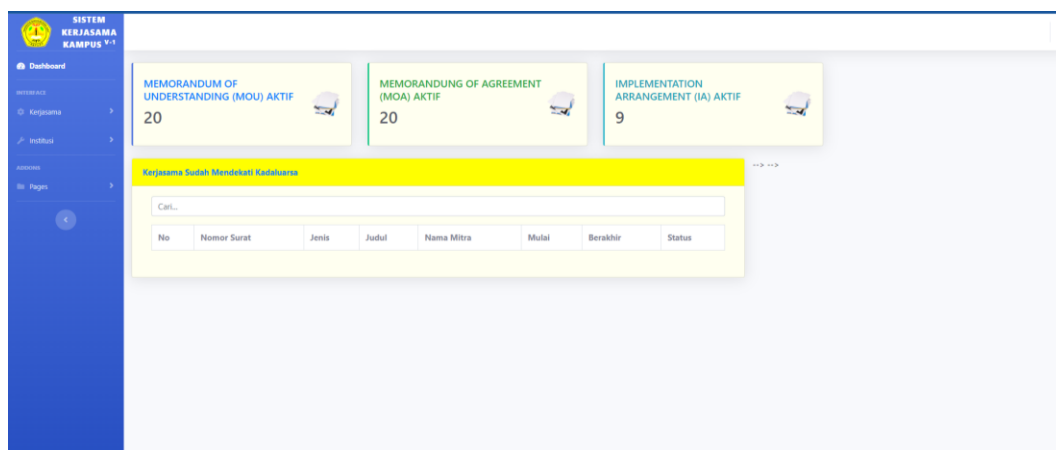 SISTEM
KERJASAMA
KAMPUS V-1
Dashboard
INTERFACE
Kerjasama
Institusi
ADDONS
Pages
MEMORANDUM OF
UNDERSTANDING (MOU) AKTIF
20
MEMORANDUNG OF AGREEMENT
(MOA) AKTIF
20
IMPLEMENTATION
ARRANGEMENT (IA) AKTIF
9
Kerjasama Sudah Mendekati Kadaluarsa
--> -->
Cari...
No Nomor Surat Jenis Judul Nama Mitra Mulai Berakhir Status